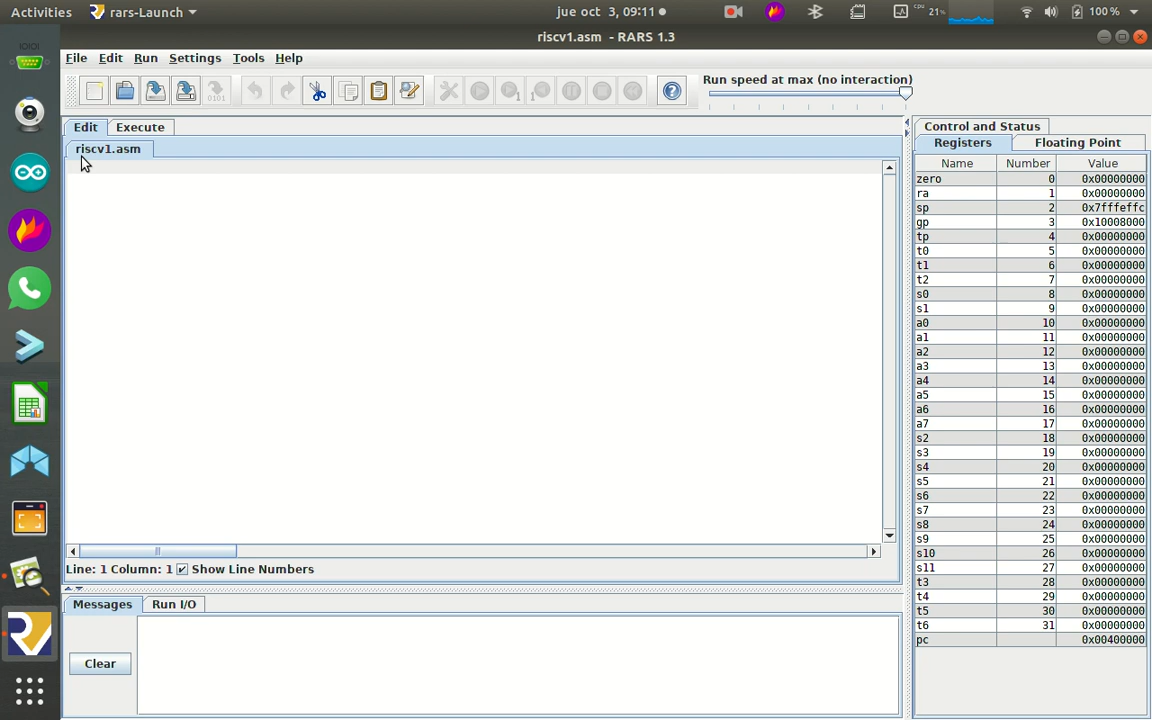 Activities rars-Launch jue oct 3, 09:11 cpu 21% 100 %
riscv1.asm - RARS 1.3
File Edit Run Settings Tools Help
Run speed at max (no interaction)
Edit Execute
riscv1.asm
Line: 1 Column: 1 Show Line Numbers
Messages Run I/O
Clear
Control and Status
Registers Floating Point
Name Number Value
zero 0 0x00000000
ra 1 0x00000000
sp 2 0x7fffeffc
gp 3 0x10008000
tp 4 0x00000000
t0 5 0x00000000
t1 6 0x00000000
t2 7 0x00000000
s0 8 0x00000000
s1 9 0x00000000
a0 10 0x00000000
a1 11 0x00000000
a2 12 0x00000000
a3 13 0x00000000
a4 14 0x00000000
a5 15 0x00000000
a6 16 0x00000000
a7 17 0x00000000
s2 18 0x00000000
s3 19 0x00000000
s4 20 0x00000000
s5 21 0x00000000
s6 22 0x00000000
s7 23 0x00000000
s8 24 0x00000000
s9 25 0x00000000
s10 26 0x00000000
s11 27 0x00000000
t3 28 0x00000000
t4 29 0x00000000
t5 30 0x00000000
t6 31 0x00000000
pc 0x00400000